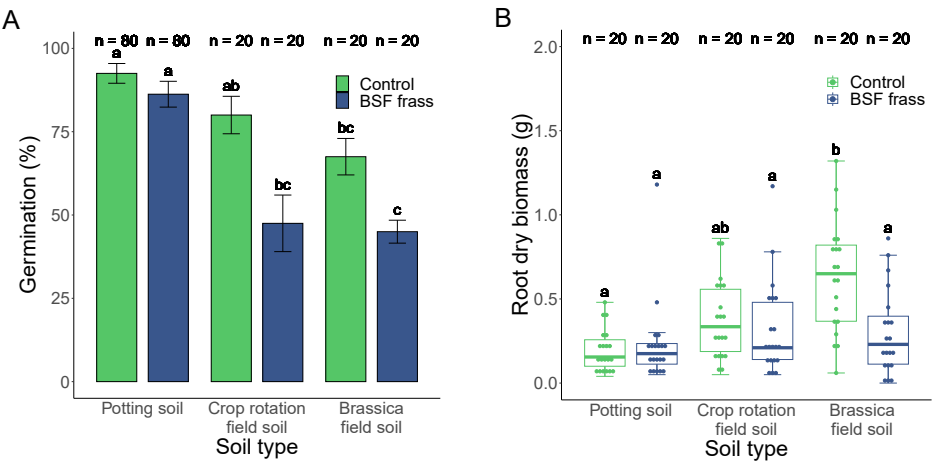 A
n = 80 n = 80 n = 20 n = 20 n = 20 n = 20
100
75
50
25
0
Germination (%)
a a ab bc bc c
Control
BSF frass
Potting soil Crop rotation field soil Brassica field soil
Soil type
B
n = 20 n = 20 n = 20 n = 20 n = 20 n = 20
2.0
1.5
1.0
0.5
0.0
Root dry biomass (g)
a a ab a b a
Control
BSF frass
Potting soil Crop rotation field soil Brassica field soil
Soil type